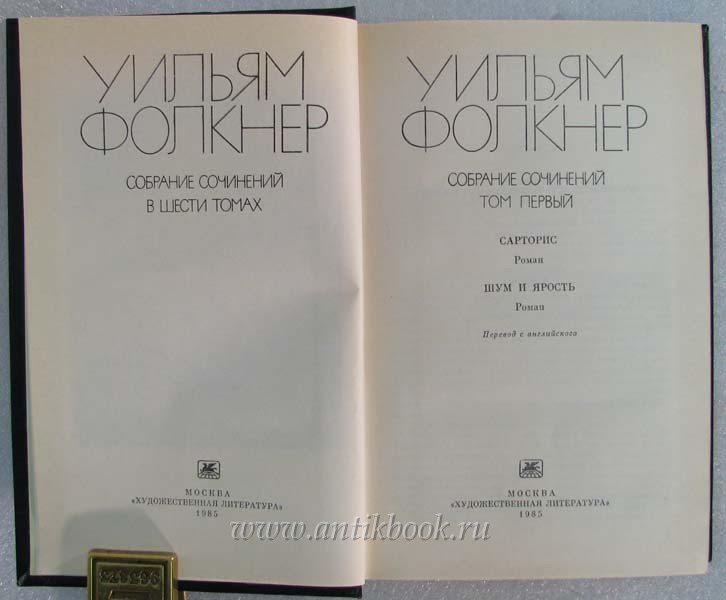 УИЛЬЯМ
ФОЛКНЕР
СОБРАНИЕ СОЧИНЕНИЙ
В ШЕСТИ ТОМАХ
МОСКВА
«ХУДОЖЕСТВЕННАЯ ЛИТЕРАТУРА»
1985
УИЛЬЯМ
ФОЛКНЕР
СОБРАНИЕ СОЧИНЕНИЙ
ТОМ ПЕРВЫЙ
САРТОРИС
Роман
ШУМ И ЯРОСТЬ
Роман
Перевод с английского
МОСКВА
«ХУДОЖЕСТВЕННАЯ ЛИТЕРАТУРА»
1985
www.antikbook.ru